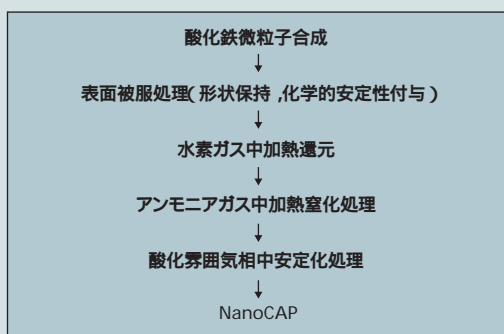 酸化鉄微粒子合成
↓
表面被服処理(形状保持,化学的安定性付与)
↓
水素ガス中加熱還元
↓
アンモニアガス中加熱窒化処理
↓
酸化雰囲気相中安定化処理
↓
NanoCAP